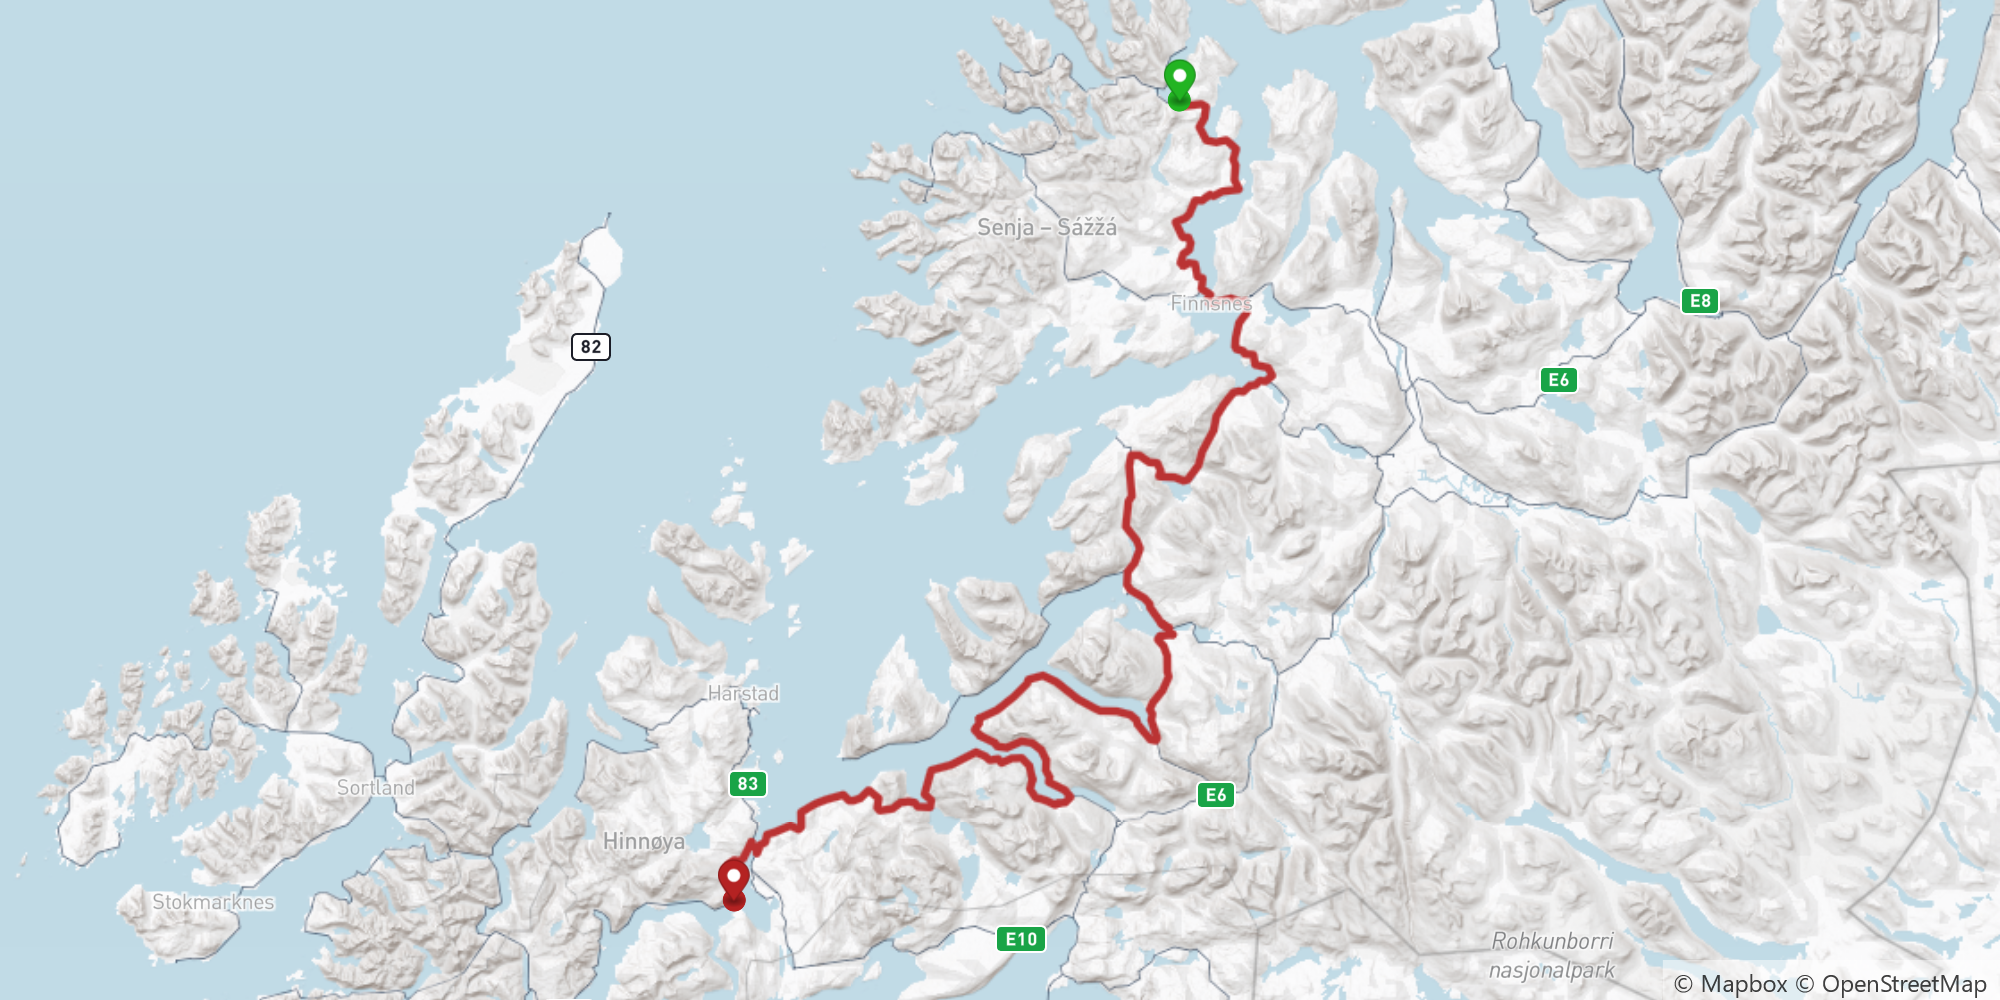 Senja – Sážžá
E8
Finnsnes
82
E6
Harstad
83
Sortland
E6
Hinnøya
Stokmarknes
E10
Rohkunborri
nasjonalpark
© Mapbox © OpenStreetMap